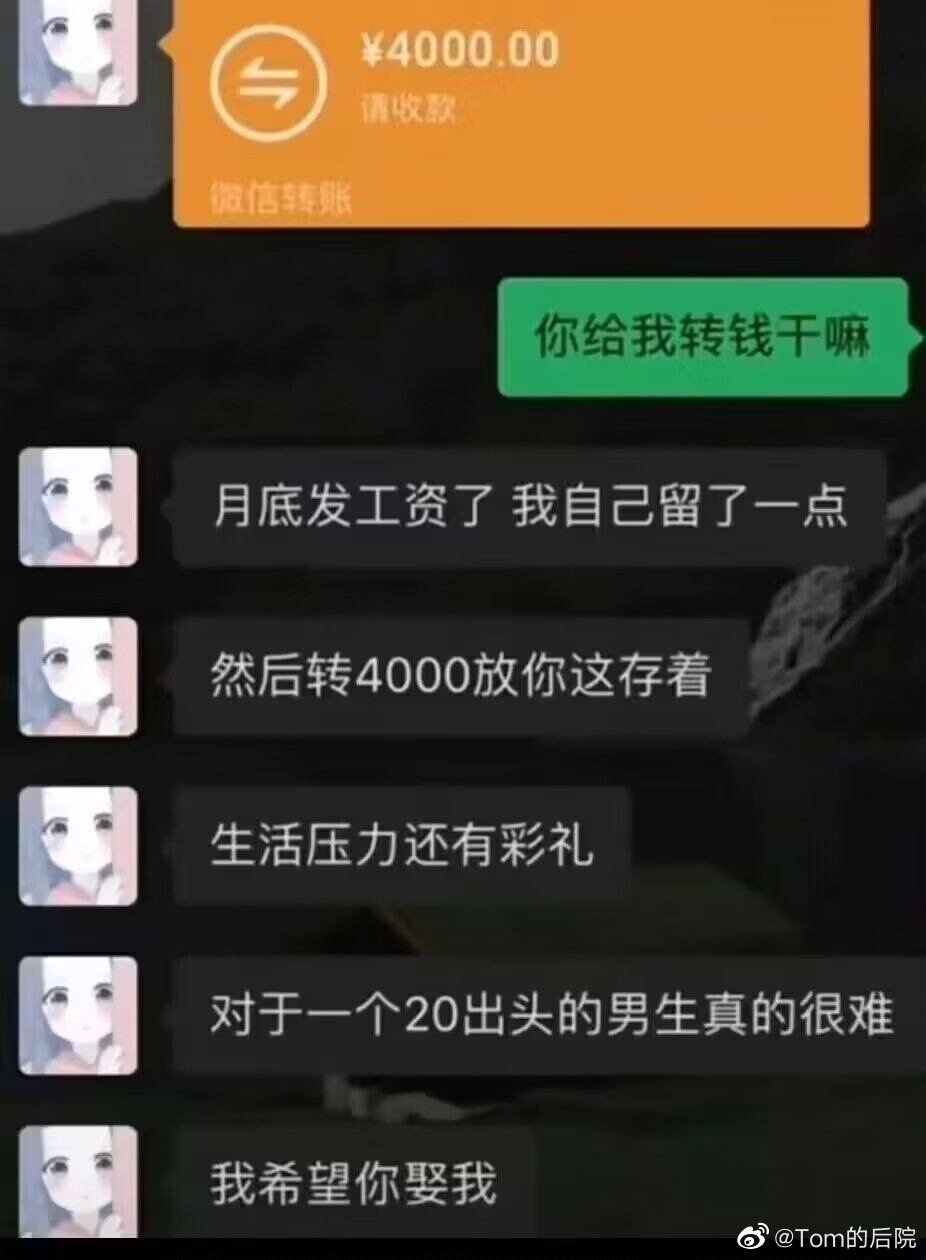 ¥4000.00
请收款
微信转账
你给我转钱干嘛
月底发工资了 我自己留了一点
然后转4000放你这存着
生活压力还有彩礼
对于一个20出头的男生真的很难
我希望你娶我
@Tom的后院